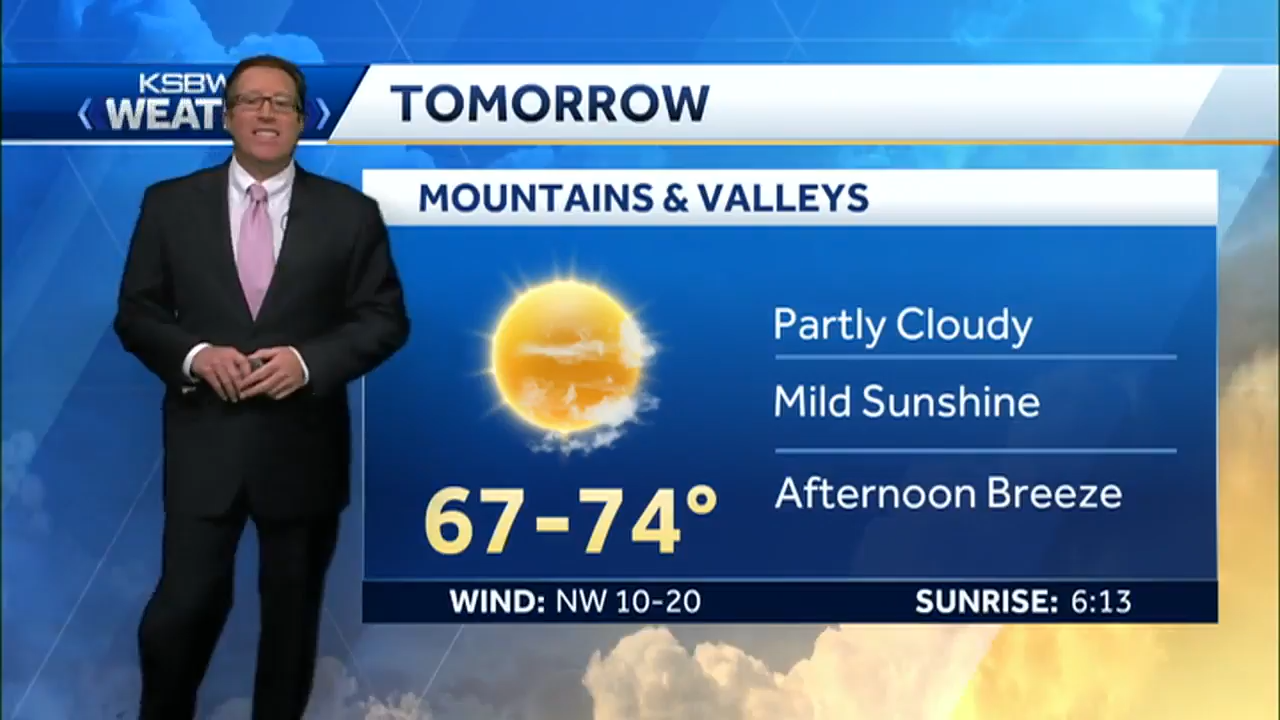 KSBW
TOMORROW
MOUNTAINS & VALLEYS
Partly Cloudy
Mild Sunshine
Afternoon Breeze
67-74°
WIND: NW 10-20
SUNRISE: 6:13